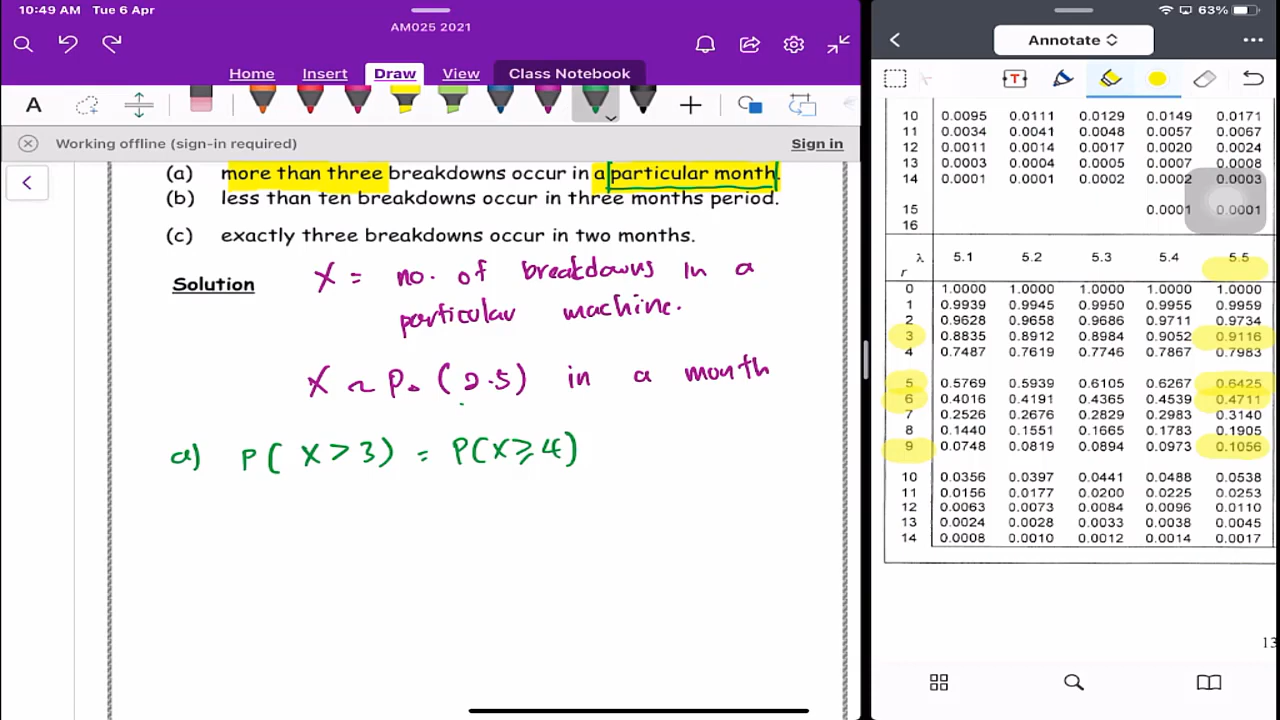 10:49 AM Tue 6 Apr
AM025 2021
Home Insert Draw View Class Notebook
A
Working offline (sign-in required) Sign in
(a) more than three breakdowns occur in a particular month.
(b) less than ten breakdowns occur in three months period.
(c) exactly three breakdowns occur in two months.
Solution
X = no. of breakdowns in a
particular machine.
X ~ Po (2.5) in a month
a) P( X > 3) = P(X ≥ 4)
63%
Annotate
T
10 0.0095 0.0111 0.0129 0.0149 0.0171
11 0.0034 0.0041 0.0048 0.0057 0.0067
12 0.0011 0.0014 0.0017 0.0020 0.0024
13 0.0003 0.0004 0.0005 0.0007 0.0008
14 0.0001 0.0001 0.0002 0.0002 0.0003
15 0.0001 0.0001
16
λ 5.1 5.2 5.3 5.4 5.5
r
0 1.0000 1.0000 1.0000 1.0000 1.0000
1 0.9939 0.9945 0.9950 0.9955 0.9959
2 0.9628 0.9658 0.9686 0.9711 0.9734
3 0.8835 0.8912 0.8984 0.9052 0.9116
4 0.7487 0.7619 0.7746 0.7867 0.7983
5 0.5769 0.5939 0.6105 0.6267 0.6425
6 0.4016 0.4191 0.4365 0.4539 0.4711
7 0.2526 0.2676 0.2829 0.2983 0.3140
8 0.1440 0.1551 0.1665 0.1783 0.1905
9 0.0748 0.0819 0.0894 0.0973 0.1056
10 0.0356 0.0397 0.0441 0.0488 0.0538
11 0.0156 0.0177 0.0200 0.0225 0.0253
12 0.0063 0.0073 0.0084 0.0096 0.0110
13 0.0024 0.0028 0.0033 0.0038 0.0045
14 0.0008 0.0010 0.0012 0.0014 0.0017
13